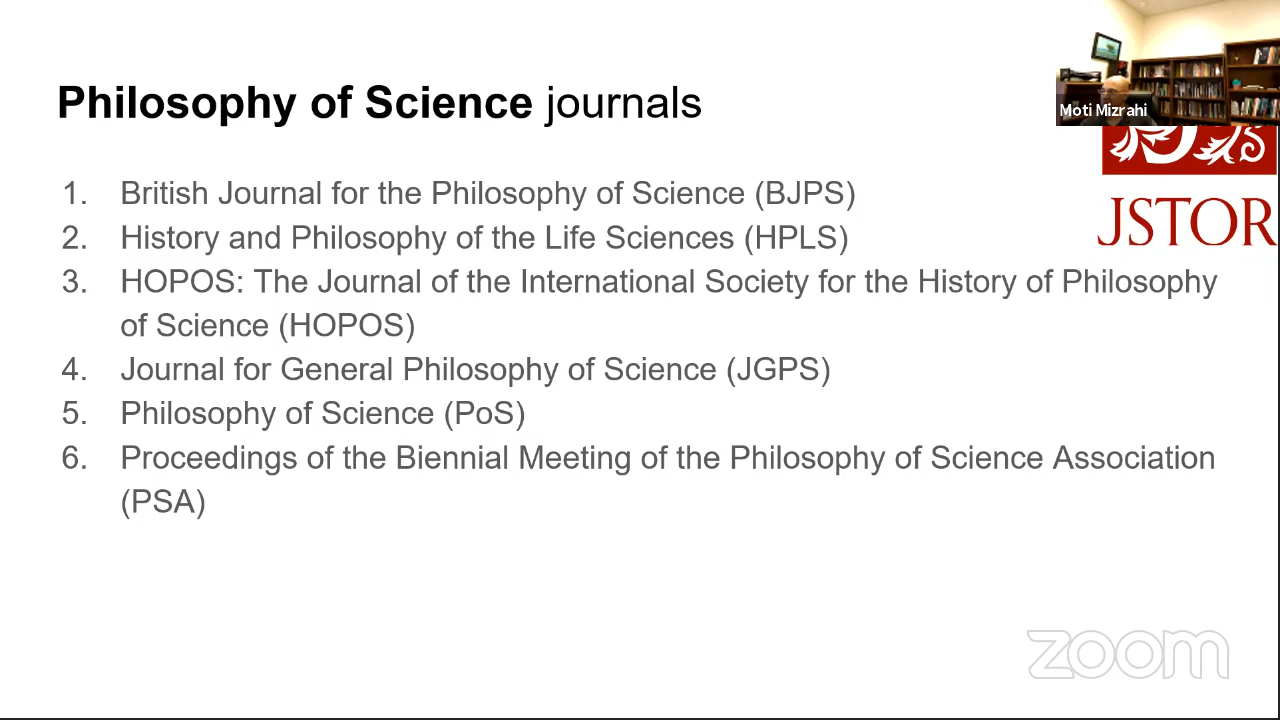 Philosophy of Science journals
Moti Mizrahi
JSTOR
1. British Journal for the Philosophy of Science (BJPS)
2. History and Philosophy of the Life Sciences (HPLS)
3. HOPOS: The Journal of the International Society for the History of Philosophy
of Science (HOPOS)
4. Journal for General Philosophy of Science (JGPS)
5. Philosophy of Science (PoS)
6. Proceedings of the Biennial Meeting of the Philosophy of Science Association
(PSA)
zoom